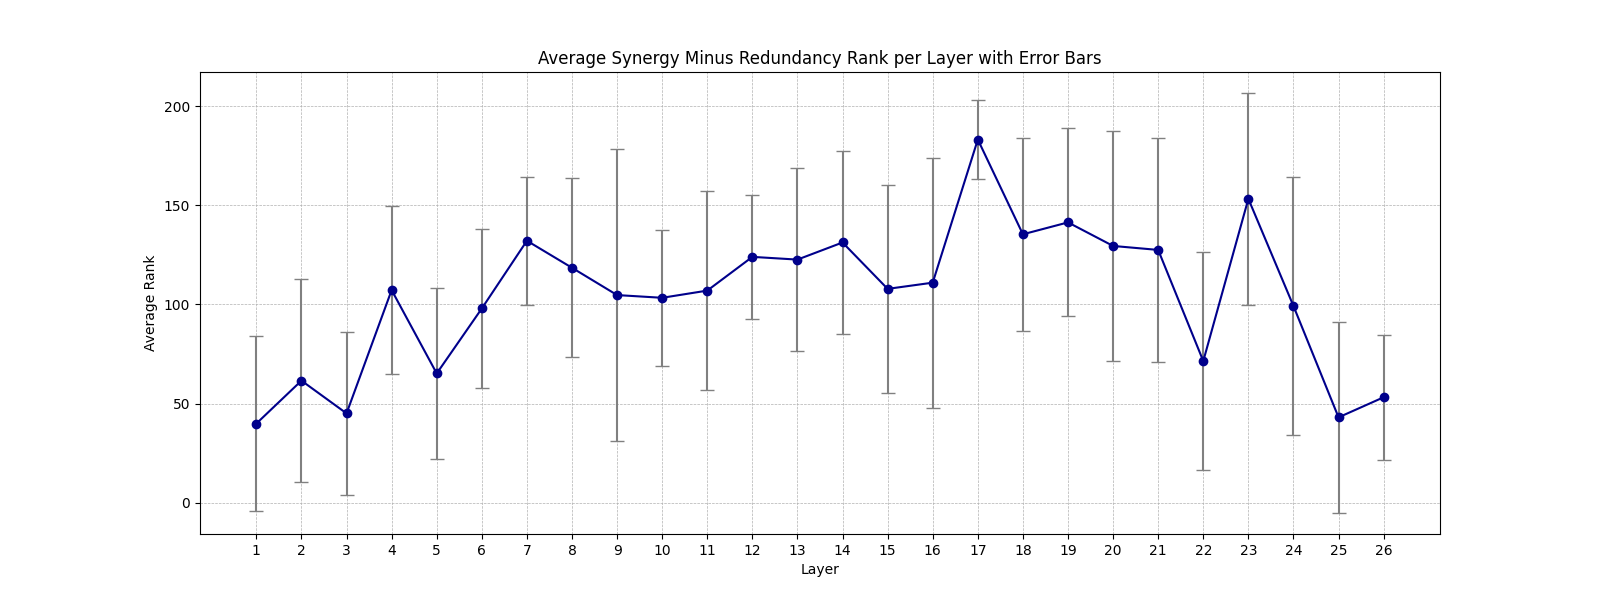 Average Synergy Minus Redundancy Rank per Layer with Error Bars
200
150
100
50
0
Average Rank
1 2 3 4 5 6 7 8 9 10 11 12 13 14 15 16 17 18 19 20 21 22 23 24 25 26
Layer